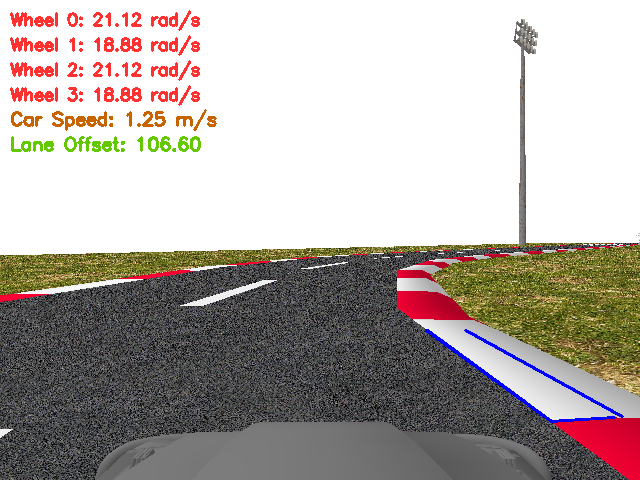 Wheel 0: 21.12 rad/s
Wheel 1: 18.88 rad/s
Wheel 2: 21.12 rad/s
Wheel 3: 18.88 rad/s
Car Speed: 1.25 m/s
Lane Offset: 106.60